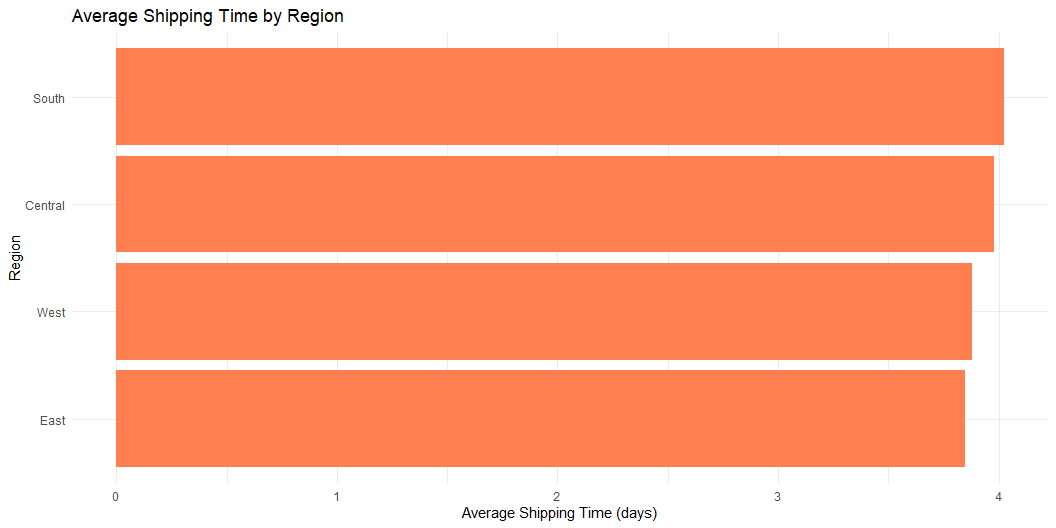 Average Shipping Time by Region
South
Central
West
East
Region
0
1
2
3
4
Average Shipping Time (days)